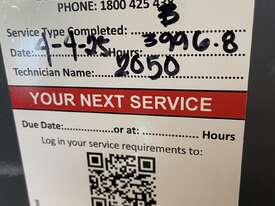 PHONE: 1800 425 438
Service Type Completed: B
Date: 4-4-25 Hours: 3996.8
Technician Name: 2050
YOUR NEXT SERVICE
Due Date:..................or at:.................. Hours
Log in your service requirements to: